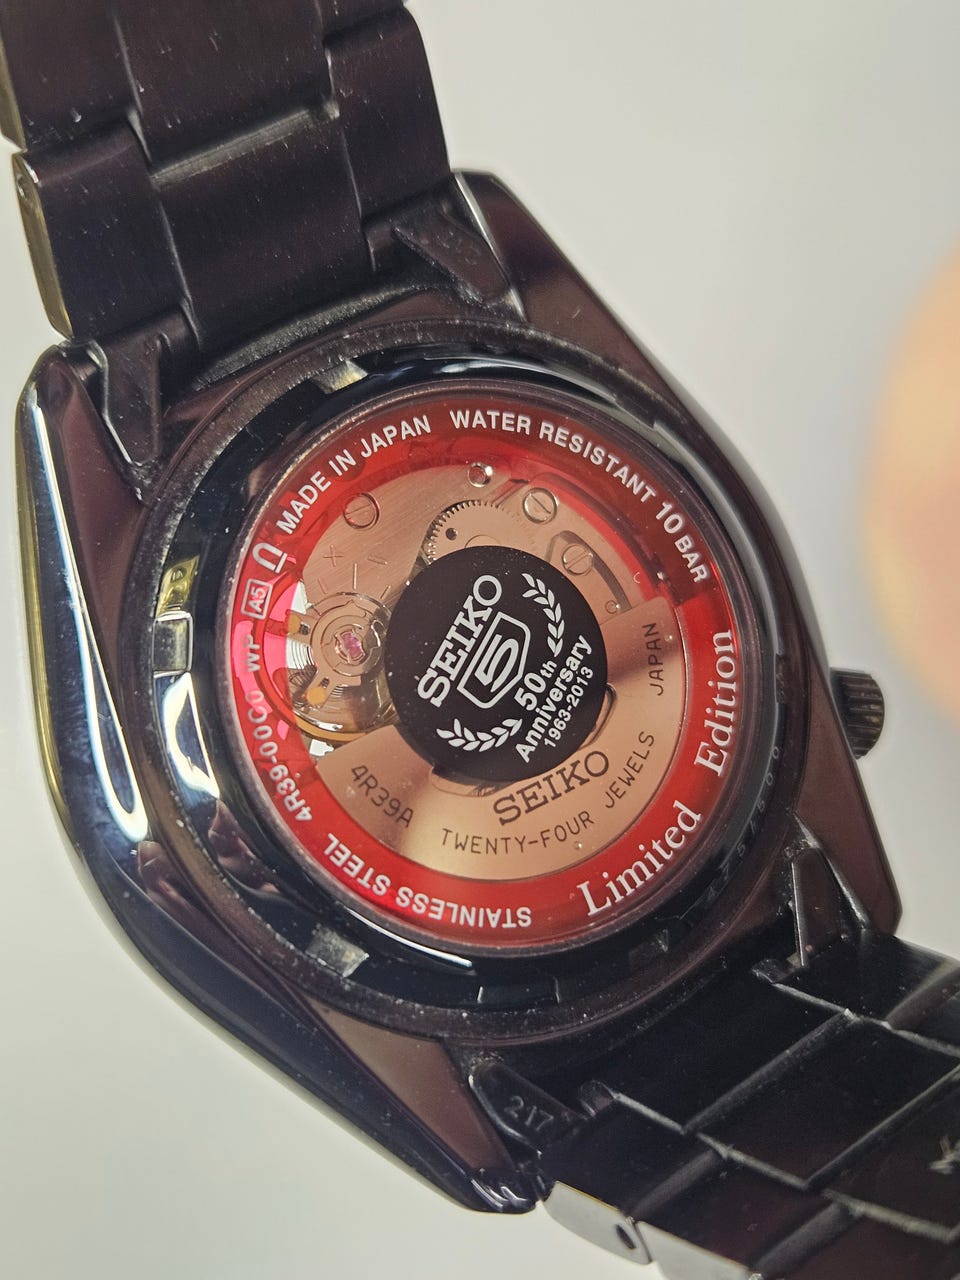 MADE IN JAPAN
WATER RESISTANT 10 BAR
Limited Edition
STAINLESS STEEL
4R39-00C0
WP
A5
SEIKO
5
50th
Anniversary
1963-2013
4R39A
SEIKO
TWENTY-FOUR JEWELS
JAPAN
217